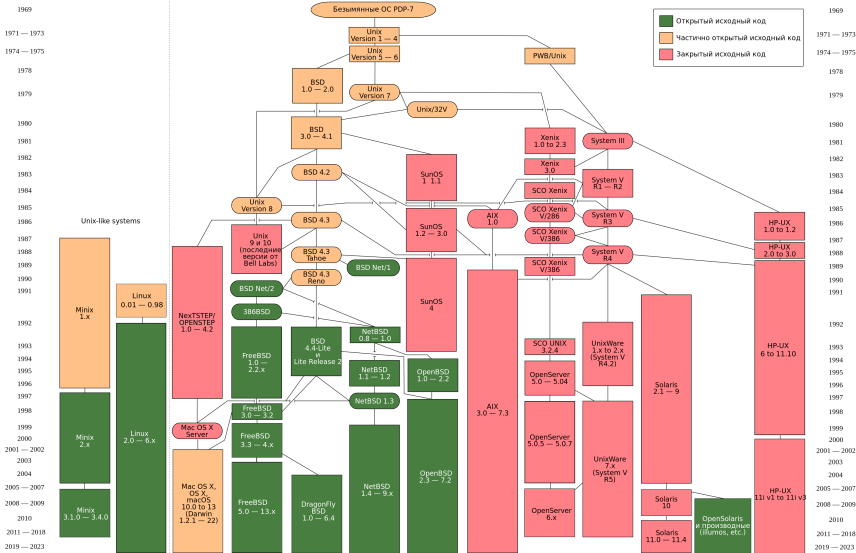 1969
1971 — 1973
1974 — 1975
1978
1979
1980
1981
1982
1983
1984
1985
1986
1987
1988
1989
1990
1991
1992
1993
1994
1995
1996
1997
1998
1999
2000
2001 — 2002
2003
2004
2005 — 2007
2008 — 2009
2010
2011 — 2018
2019 — 2023
Безымянные ОС PDP-7
Открытый исходный код
Частично открытый исходный код
Закрытый исходный код
Unix
Version 1 — 4
Unix
Version 5 — 6
PWB/Unix
BSD
1.0 — 2.0
Unix
Version 7
Unix/32V
BSD
3.0 — 4.1
Xenix
1.0 to 2.3
System III
Xenix
3.0
SunOS
1 1.1
BSD 4.2
System V
R1 — R2
SCO Xenix
Unix
Version 8
SCO Xenix
V/286
System V
R3
AIX
1.0
BSD 4.3
SunOS
1.2 — 3.0
HP-UX
1.0 to 1.2
Unix-like systems
SCO Xenix
V/386
Unix
9 и 10
(последние
версии от
Bell Labs)
HP-UX
2.0 to 3.0
BSD 4.3
Tahoe
System V
R4
BSD Net/1
SCO Xenix
V/386
BSD 4.3
Reno
BSD Net/2
386BSD
Minix
1.x
Linux
0.01 — 0.98
NexTSTEP/
OPENSTEP
1.0 — 4.2
SunOS
4
NetBSD
0.8 — 1.0
BSD
4.4-Lite
и
Lite Release 2
SCO UNIX
3.2.4
UnixWare
1.x to 2.x
(System V
R4.2)
HP-UX
6 to 11.10
FreeBSD
1.0 —
2.2.x
NetBSD
1.1 — 1.2
OpenBSD
1.0 — 2.2
OpenServer
5.0 — 5.04
Solaris
2.1 — 9
NetBSD 1.3
AIX
3.0 — 7.3
FreeBSD
3.0 — 3.2
Mac OS X
Server
Minix
2.x
Linux
2.0 — 6.x
FreeBSD
3.3 — 4.x
OpenServer
5.0.5 — 5.0.7
UnixWare
7.x
(System V
R5)
OpenBSD
2.3 — 7.2
NetBSD
1.4 — 9.x
Mac OS X,
OS X,
macOS
10.0 to 13
(Darwin
1.2.1 — 22)
FreeBSD
5.0 — 13.x
DragonFly
BSD
1.0 — 6.4
Minix
3.1.0 — 3.4.0
OpenServer
6.x
Solaris
10
HP-UX
11i v1 to 11i v3
OpenSolaris
и производные
(illumos, etc.)
Solaris
11.0 — 11.4
1969
1971 — 1973
1974 — 1975
1978
1979
1980
1981
1982
1983
1984
1985
1986
1987
1988
1989
1990
1991
1992
1993
1994
1995
1996
1997
1998
1999
2000
2001 — 2002
2003
2004
2005 — 2007
2008 — 2009
2010
2011 — 2018
2019 — 2023